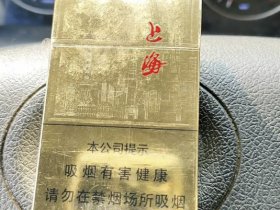 上海
本公司提示
吸烟有害健康
请勿在禁烟场所吸烟